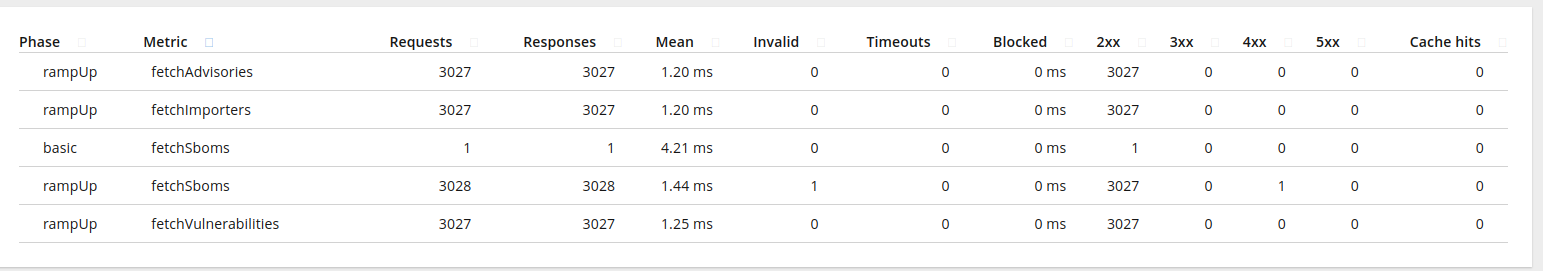 Phase Metric Requests Responses Mean Invalid Timeouts Blocked 2xx 3xx 4xx 5xx Cache hits
rampUp fetchAdvisories 3027 3027 1.20 ms 0 0 0 ms 3027 0 0 0 0
rampUp fetchImporters 3027 3027 1.20 ms 0 0 0 ms 3027 0 0 0 0
basic fetchSboms 1 1 4.21 ms 0 0 0 ms 1 0 0 0 0
rampUp fetchSboms 3028 3028 1.44 ms 1 0 0 ms 3027 0 1 0 0
rampUp fetchVulnerabilities 3027 3027 1.25 ms 0 0 0 ms 3027 0 0 0 0